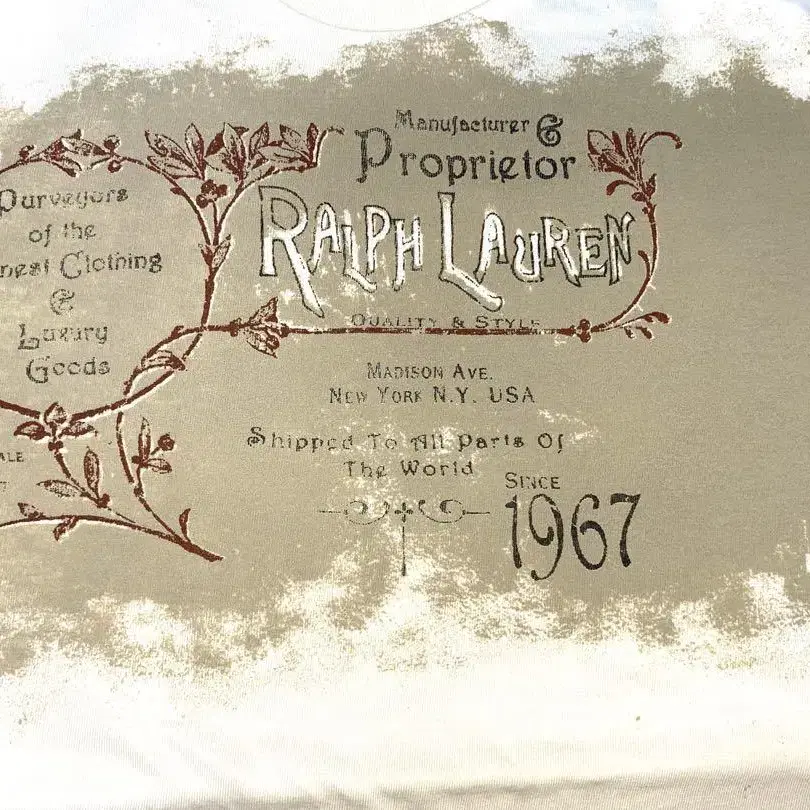 Purveyors
of the
Clothing
&
Luxury
Goods
Manufacturer &
Proprietor
RALPH LAUREN
QUALITY & STYLE
MADISON AVE.
NEW YORK N.Y. USA
Shipped To All Parts Of
The World
SINCE
1967